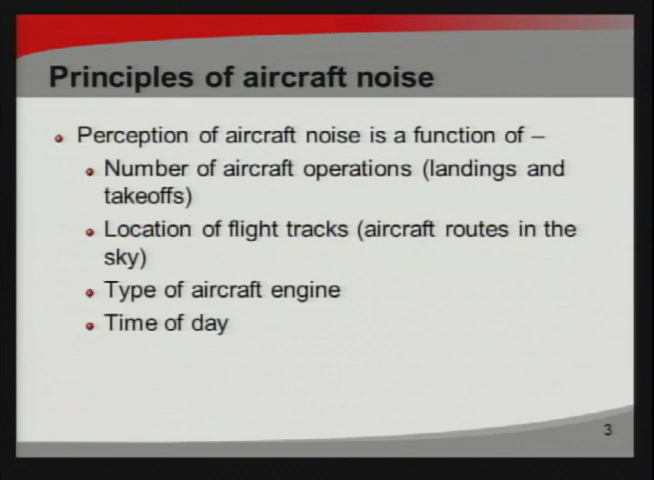 Principles of aircraft noise
Perception of aircraft noise is a function of –
Number of aircraft operations (landings and
takeoffs)
Location of flight tracks (aircraft routes in the
sky)
Type of aircraft engine
Time of day
3